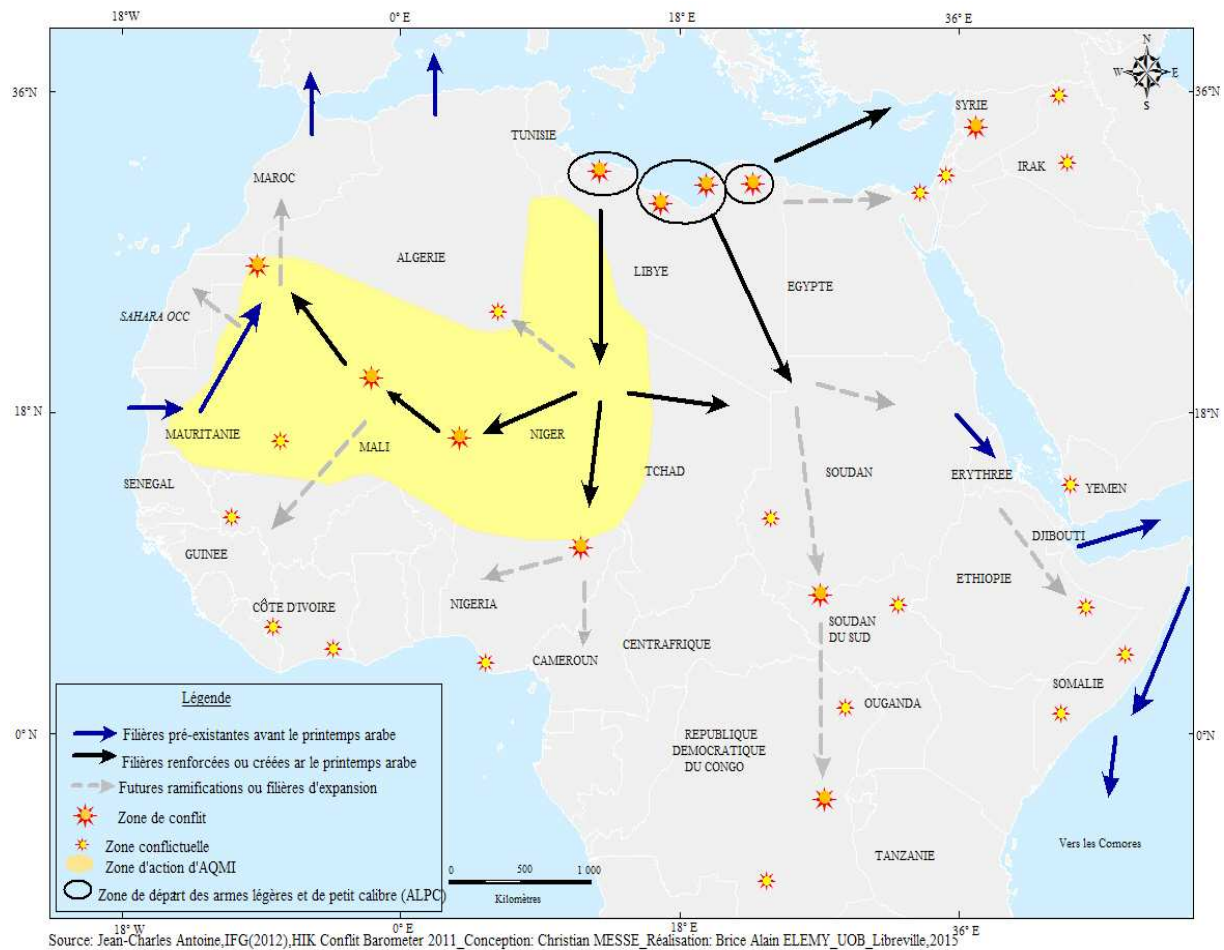 18°W
0° E
18° E
36° E
N
W
E
S
36°N
36°N
SYRIE
TUNISIE
IRAK
MAROC
ALGERIE
LIBYE
EGYPTE
SAHARA OCC
18° N
18° N
MAURITANIE
MALI
NIGER
TCHAD
SOUDAN
ERYTHREE
YEMEN
SENEGAL
DJIBOUTI
GUINEE
ETHIOPIE
CÔTE D'IVOIRE
NIGERIA
SOUDAN
DU SUD
CENTRAFRIQUE
CAMEROUN
SOMALIE
OUGANDA
REPUBLIQUE
DEMOCRATIQUE
DU CONGO
0° N
0° N
TANZANIE
Vers les Comores
Légende
Filières pré-existantes avant le printemps arabe
Filières renforcées ou créées ar le printemps arabe
Futures ramifications ou filières d'expansion
Zone de conflit
Zone conflictuelle
Zone d'action d'AQMI
Zone de départ des armes légères et de petit calibre (ALPC)
0 500 1 000
Kilomètres
18° W
0° E
18° E
36° E
Source: Jean-Charles Antoine,IFG(2012),HIK Conflit Barometer 2011_Conception: Christian MESSE_Réalisation: Brice Alain ELEMY_UOB_Libreville,2015